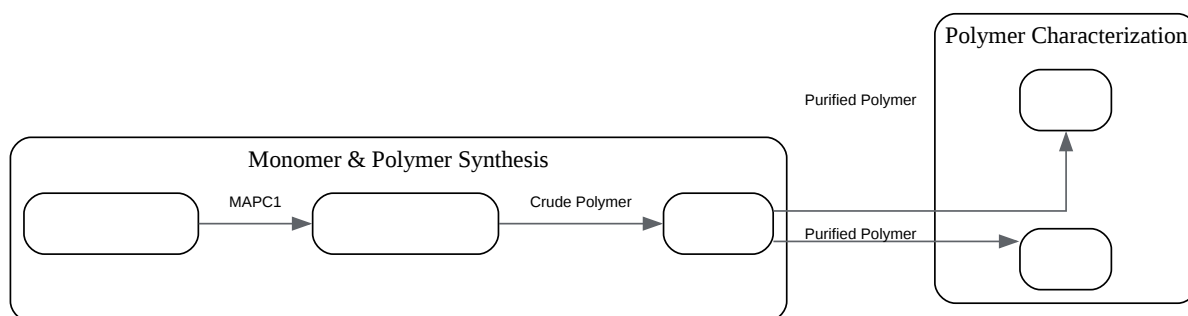 Polymer Characterization
Purified Polymer
Monomer & Polymer Synthesis
MAPC1
Crude Polymer
Purified Polymer